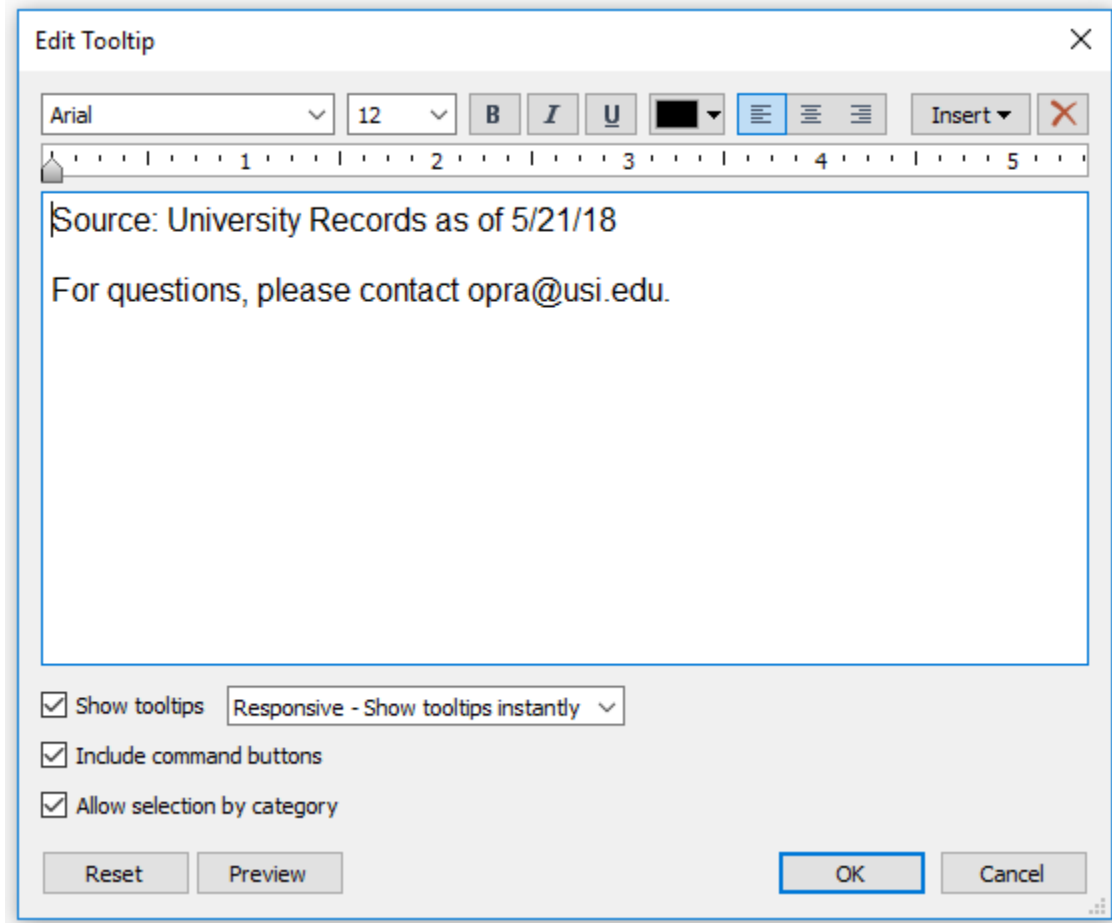 Edit Tooltip
Arial 12 B I U Insert
1 2 3 4 5
Source: University Records as of 5/21/18
For questions, please contact opra@usi.edu.
Show tooltips Responsive - Show tooltips instantly
Include command buttons
Allow selection by category
Reset Preview OK Cancel